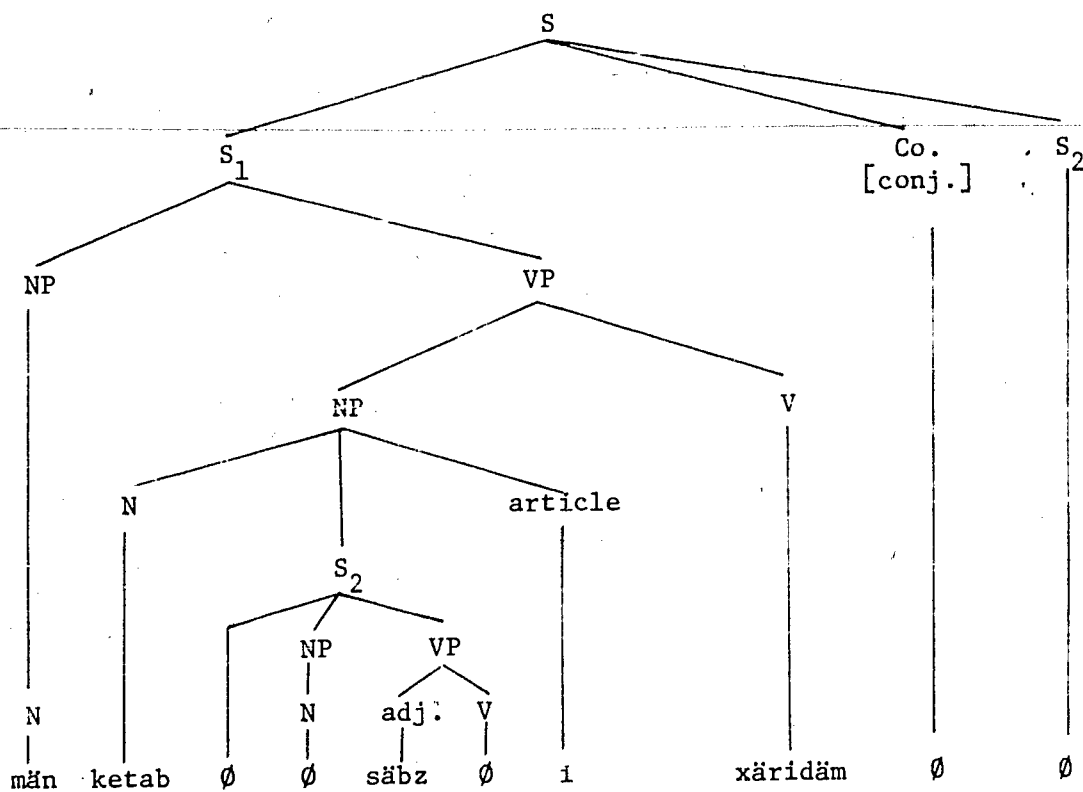 S
S₁ Co. S₂
[conj.]
NP VP
NP V
N article
S₂
NP VP
N N adj. V
män ketab Ø Ø säbz Ø i xäridäm Ø Ø